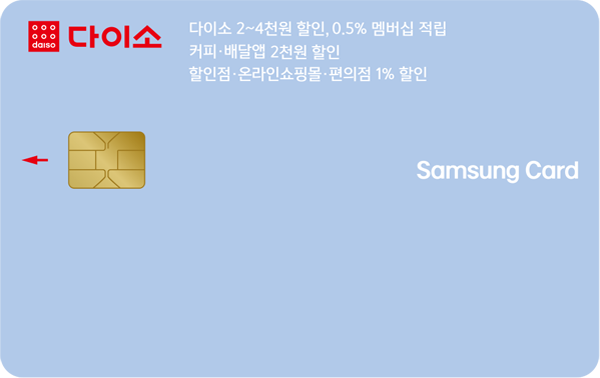 daiso
다이소
다이소 2~4천원 할인, 0.5% 멤버십 적립
커피·배달앱 2천원 할인
할인점·온라인쇼핑몰·편의점 1% 할인
Samsung Card